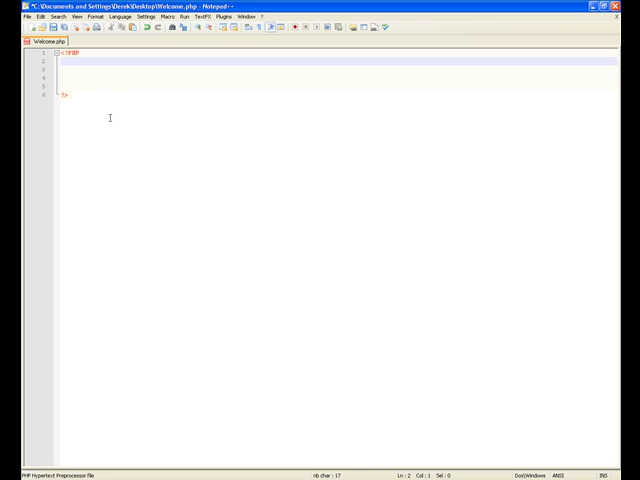 *C:\Documents and Settings\Derek\Desktop\Welcome.php - Notepad++
File Edit Search View Format Language Settings Macro Run TextFX Plugins Window ?
Welcome.php
1 <?PHP
2
3
4
5
6 ?>
PHP Hypertext Preprocessor file nb char : 17 Ln : 2 Col : 1 Sel : 0 Dos\Windows ANSI INS